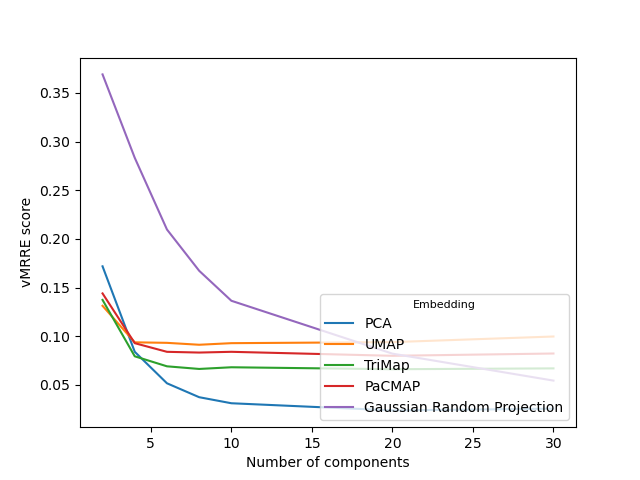 vMRRE score
0.35
0.30
0.25
0.20
0.15
0.10
0.05
Embedding
PCA
UMAP
TriMap
PaCMAP
Gaussian Random Projection
5
10
15
20
25
30
Number of components